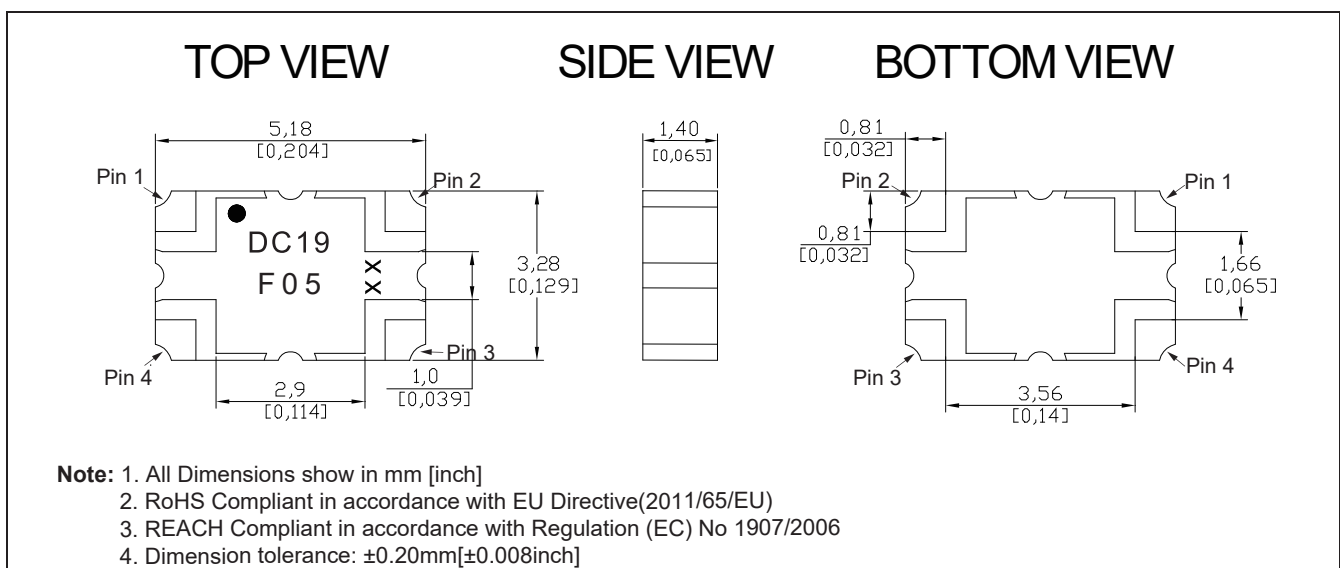 TOP VIEW
SIDE VIEW
BOTTOM VIEW
5,18
[0,204]
Pin 1
Pin 2
DC19
F05
XX
3,28
[0,129]
Pin 4
Pin 3
2,9
[0,114]
1,0
[0,039]
1,40
[0,065]
0,81
[0,032]
Pin 2
Pin 1
0,81
[0,032]
1,66
[0,065]
Pin 3
Pin 4
3,56
[0,14]
Note: 1. All Dimensions show in mm [inch]
2. RoHS Compliant in accordance with EU Directive(2011/65/EU)
3. REACH Compliant in accordance with Regulation (EC) No 1907/2006
4. Dimension tolerance: ±0.20mm[±0.008inch]